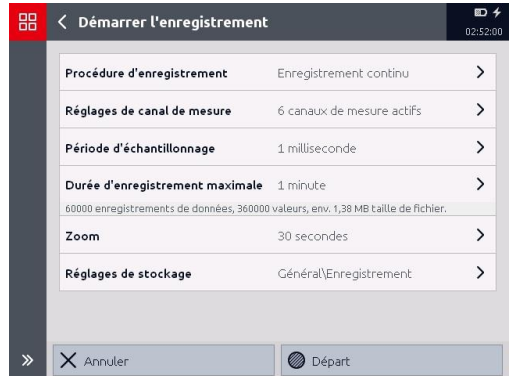 Démarrer l'enregistrement
02:52:00
Procédure d'enregistrement Enregistrement continu
Réglages de canal de mesure 6 canaux de mesure actifs
Période d'échantillonnage 1 milliseconde
Durée d'enregistrement maximale 1 minute
60000 enregistrements de données, 360000 valeurs, env. 1,38 MB taille de fichier.
Zoom 30 secondes
Réglages de stockage Général\Enregistrement
Annuler Départ